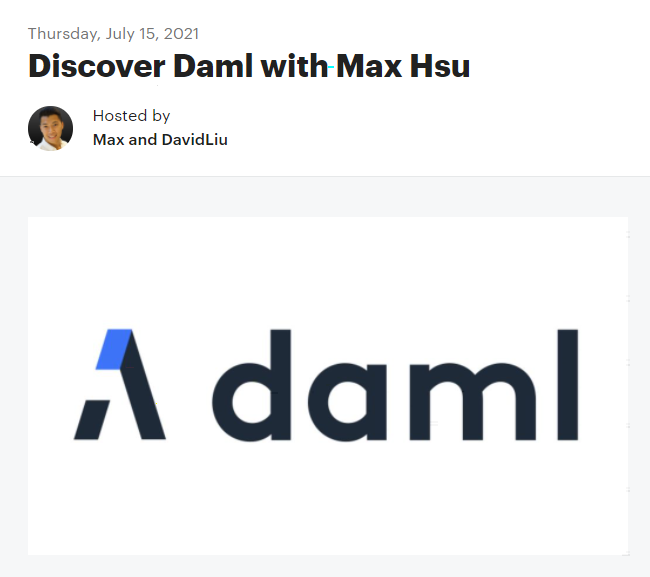 Thursday, July 15, 2021
Discover Daml with Max Hsu
Hosted by
Max and DavidLiu
daml